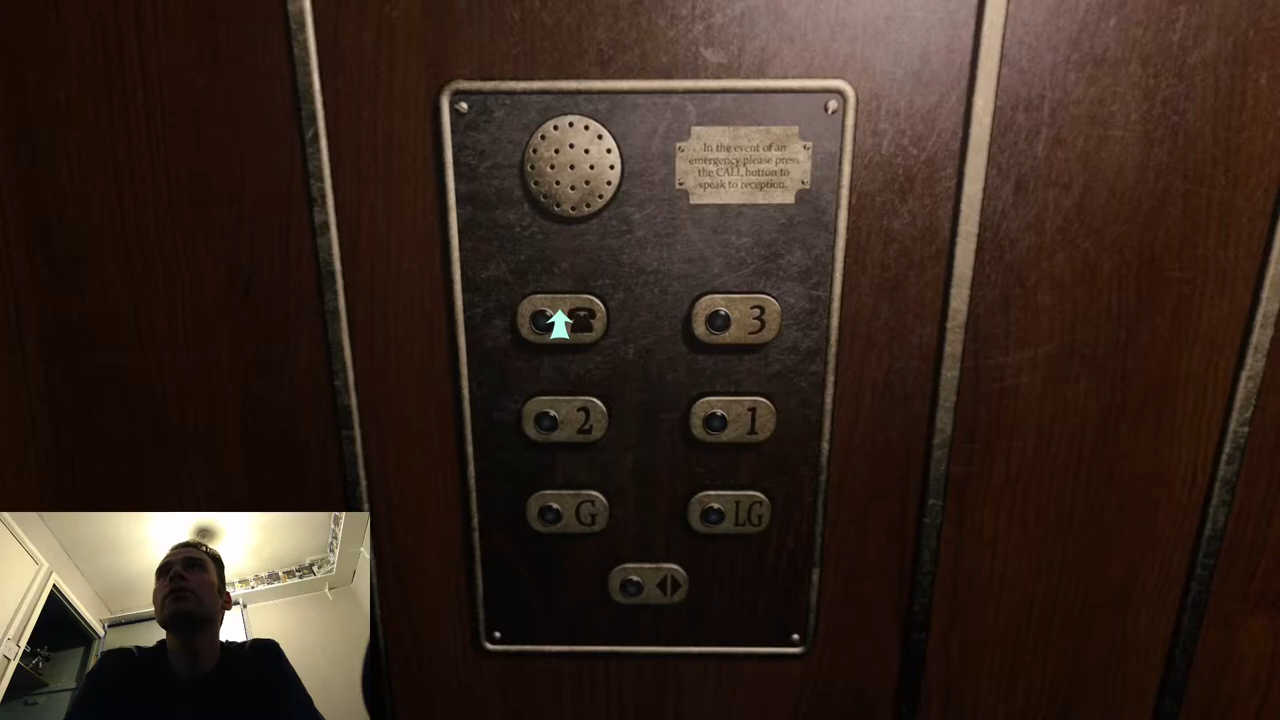 In the event of an
emergency please press
the CALL button to
speak to reception.
3
2
1
G
LG